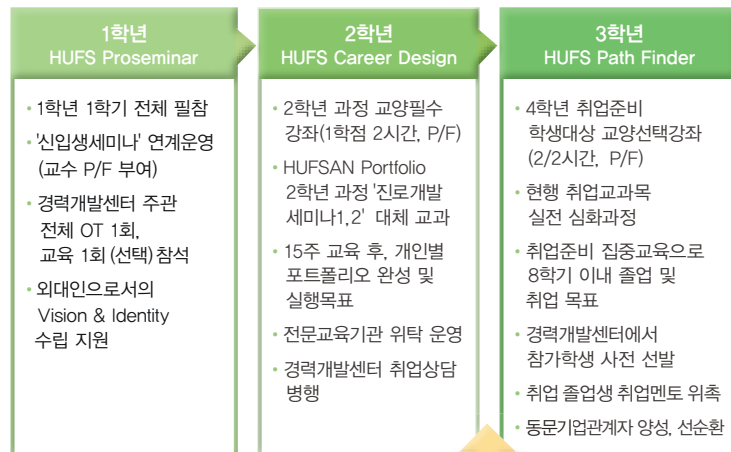 1학년
HUFS Proseminar
• 1학년 1학기 전체 필참
• '신입생세미나' 연계운영
(교수 P/F 부여)
• 경력개발센터 주관
전체 OT 1회,
교육 1회(선택)참석
• 외대인으로서의
Vision & Identity
수립 지원
2학년
HUFS Career Design
• 2학년 과정 교양필수
강좌(1학점 2시간, P/F)
• HUFSAN Portfolio
2학년 과정 '진로개발
세미나1,2' 대체 교과
• 15주 교육 후, 개인별
포트폴리오 완성 및
실행목표
• 전문교육기관 위탁 운영
• 경력개발센터 취업상담
병행
3학년
HUFS Path Finder
• 4학년 취업준비
학생대상 교양선택강좌
(2/2시간, P/F)
• 현행 취업교과목
실전 심화과정
• 취업준비 집중교육으로
8학기 이내 졸업 및
취업 목표
• 경력개발센터에서
참가학생 사전 선발
• 취업 졸업생 취업멘토 위촉
• 동문기업관계자 양성, 선순환